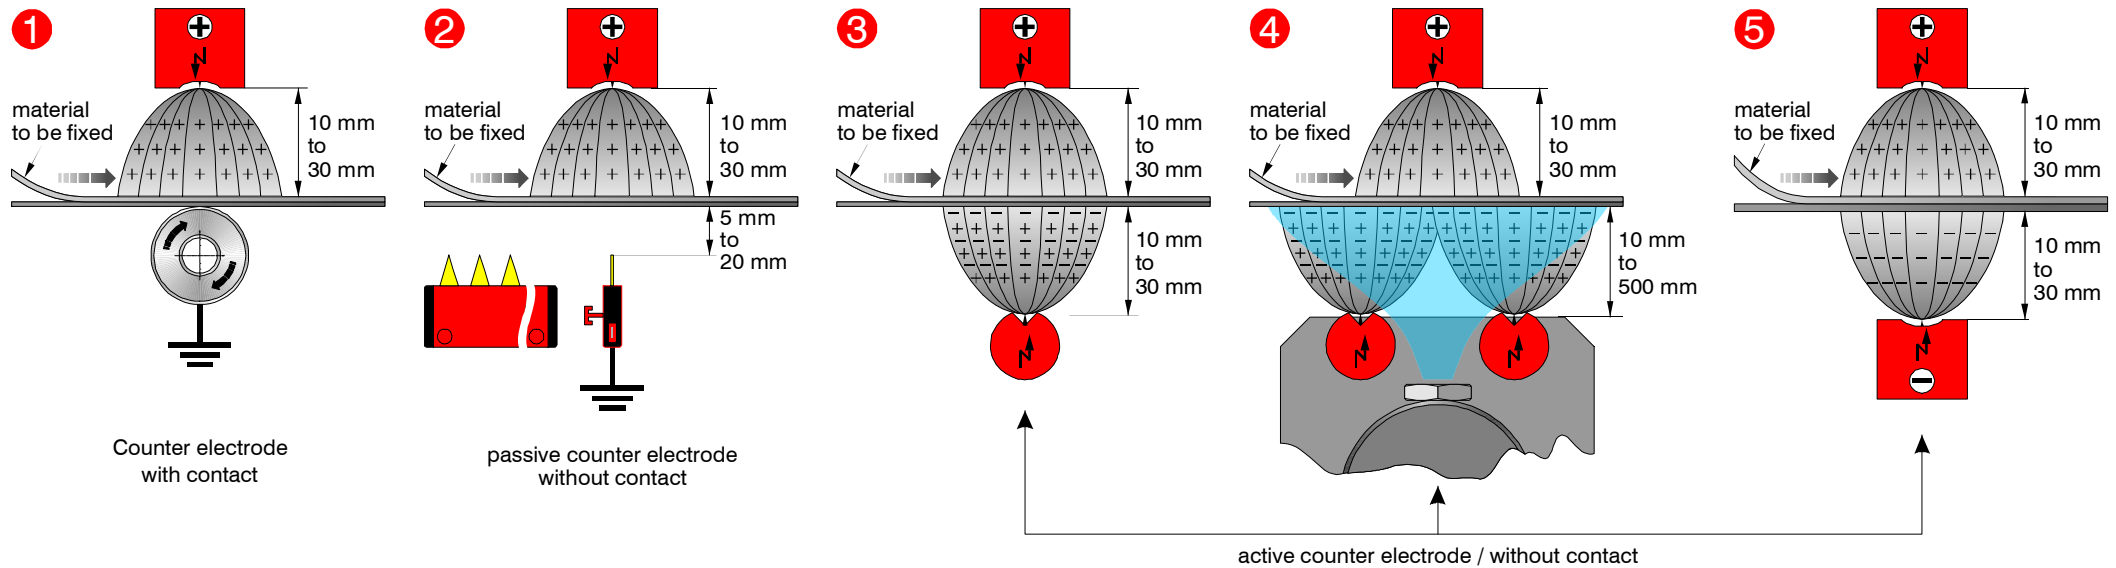 1
material
to be fixed
10 mm
to
30 mm
Counter electrode
with contact
2
material
to be fixed
10 mm
to
30 mm
5 mm
to
20 mm
passive counter electrode
without contact
3
material
to be fixed
10 mm
to
30 mm
10 mm
to
30 mm
4
material
to be fixed
10 mm
to
30 mm
10 mm
to
500 mm
5
material
to be fixed
10 mm
to
30 mm
10 mm
to
30 mm
active counter electrode / without contact